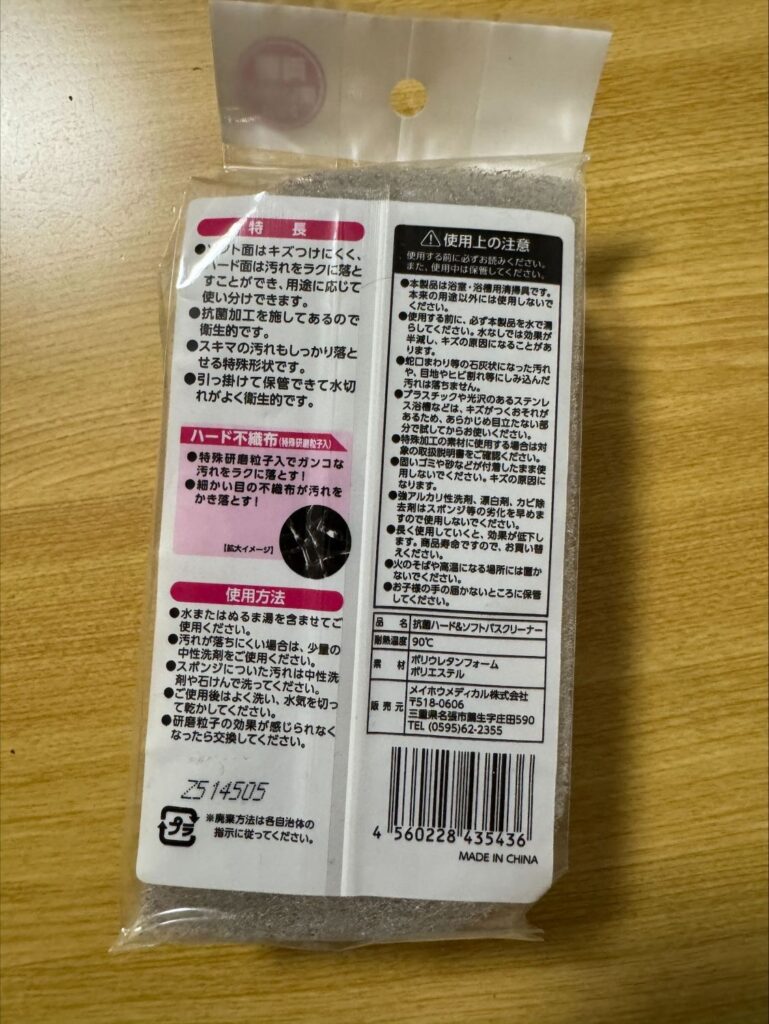 特長
●ソフト面はキズつけにくく、
ハード面は汚れをラクに落と
すことができ、用途に応じて
使い分けできます。
●抗菌加工を施してあるので
衛生的です。
●スキマの汚れもしっかり落と
せる特殊形状です。
●引っ掛けて保管できて水切
れがよく衛生的です。
ハード不織布(特殊研磨粒子入)
●特殊研磨粒子入でガンコな
汚れをラクに落とす!
●細かい目の不織布が汚れを
かき落とす!
【拡大イメージ】
使用方法
●水またはぬるま湯を含ませてご
使用ください。
●汚れが落ちにくい場合は、少量の
中性洗剤をご使用ください。
●スポンジについた汚れは中性洗
剤や石けんで洗ってください。
●ご使用後はよく洗い、水気を切っ
て乾かしてください。
●研磨粒子の効果が感じられなく
なったら交換してください。
Z514505
プラ
※廃棄方法は各自治体の
指示に従ってください。
使用上の注意
使用する前に必ずお読みください。
また、使用中は保管してください。
●本製品は浴室・浴槽用清掃具です。
本来の用途以外には使用しないで
ください。
●使用する前に、必ず本製品を水で濡
らしてください。水なしでは効果が
半減し、キズの原因になることがあ
ります。
●蛇口まわり等の石灰状になった汚れ
や、目地やヒビ割れ等にしみ込んだ
汚れは落ちません。
●プラスチックや光沢のあるステンレ
ス浴槽などは、キズがつくおそれが
あるため、あらかじめ目立たない部
分で試してからお使いください。
●特殊加工の素材に使用する場合は対
象の取扱説明書をご確認ください。
●固いゴミや砂などが付着したまま使
用しないでください。キズの原因に
なります。
●強アルカリ性洗剤、漂白剤、カビ除
去剤はスポンジ等の劣化を早めま
すので使用しないでください。
●長く使用していくと、効果が低下し
ます。商品寿命ですので、お買い替
えください。
●火のそばや高温になる場所には置か
ないでください。
●お子様の手の届かないところに保管
してください。
品名 抗菌ハード&ソフトバスクリーナー
耐熱温度 90℃
素材 ポリウレタンフォーム
ポリエステル
販売元 メイホウメディカル株式会社
〒518-0606
三重県名張市蔵持町芝出590
TEL (0595)62-2355
4 560228 435436
MADE IN CHINA